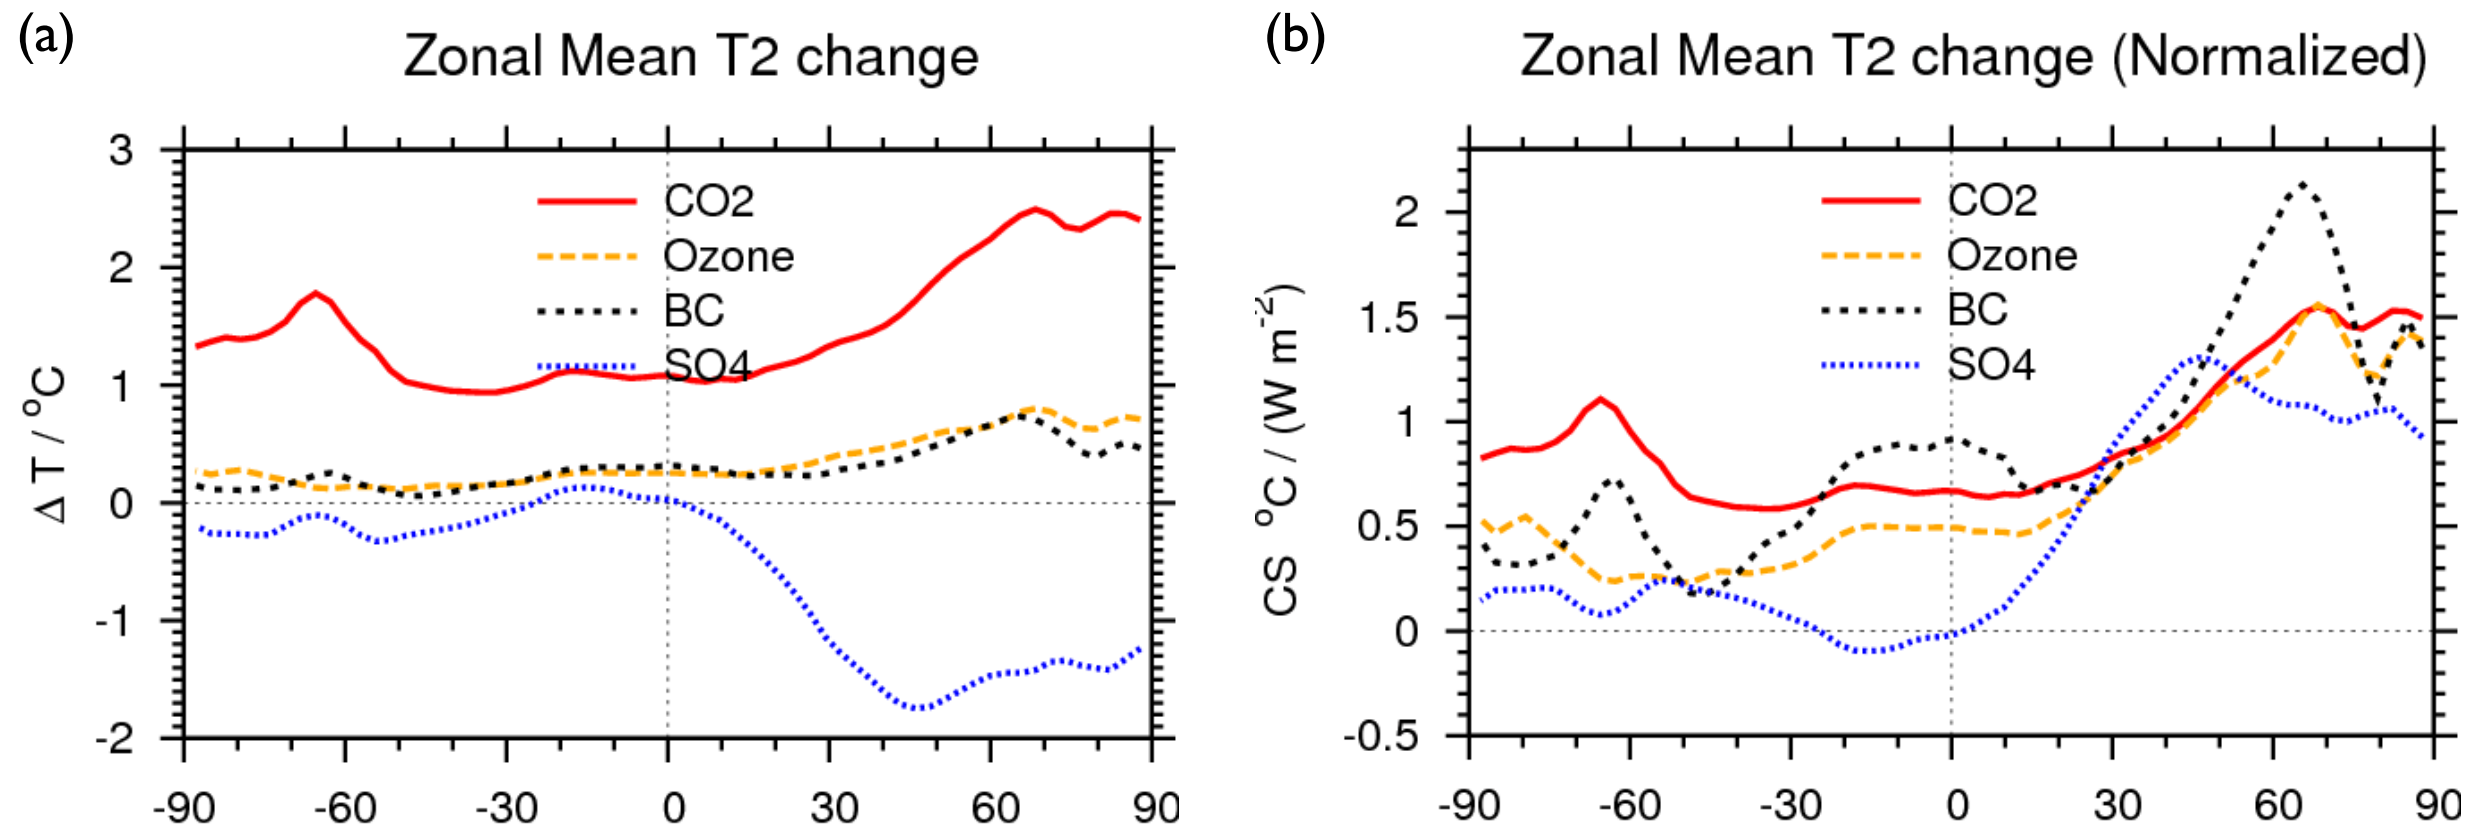 (a)
Zonal Mean T2 change
CO2
Ozone
BC
SO4
3
2
1
0
-1
-2
Δ T / ºC
-90 -60 -30 0 30 60 90
(b)
Zonal Mean T2 change (Normalized)
CO2
Ozone
BC
SO4
2
1.5
1
0.5
0
-0.5
CS ºC / (W m⁻²)
-90 -60 -30 0 30 60 90